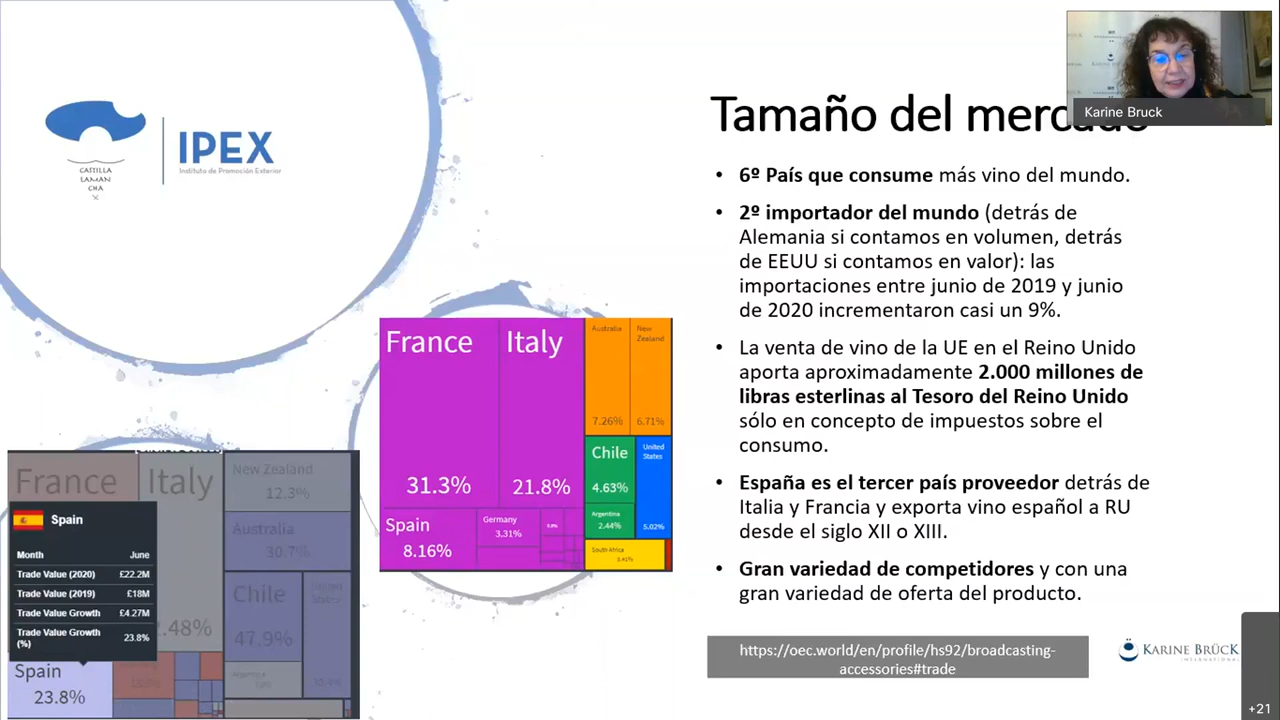 CASTILLA
LAMAN
CHA
IPEX
Instituto de Promoción Exterior
Karine Bruck
Tamaño del mercado
• 6º País que consume más vino del mundo.
• 2º importador del mundo (detrás de
Alemania si contamos en volumen, detrás
de EEUU si contamos en valor): las
importaciones entre junio de 2019 y junio
de 2020 incrementaron casi un 9%.
• La venta de vino de la UE en el Reino Unido
aporta aproximadamente 2.000 millones de
libras esterlinas al Tesoro del Reino Unido
sólo en concepto de impuestos sobre el
consumo.
• España es el tercer país proveedor detrás de
Italia y Francia y exporta vino español a RU
desde el siglo XII o XIII.
• Gran variedad de competidores y con una
gran variedad de oferta del producto.
https://oec.world/en/profile/hs92/broadcasting-
accessories#trade
KARINE BRÜCK
INTERNATIONAL
+21
France
31.3%
Italy
21.8%
Spain
8.16%
Germany
3.31%
Australia
7.26%
New
Zealand
6.71%
Chile
4.63%
United
States
5.02%
Argentina
2.44%
South Africa
France
Italy
New Zealand
12.3%
Australia
30.7%
Chile
47.9%
United
States
Spain
Month June
Trade Value (2020) £22.2M
Trade Value (2019) £18M
Trade Value Growth £4.27M
Trade Value Growth
(%) 23.8%
Spain
23.8%